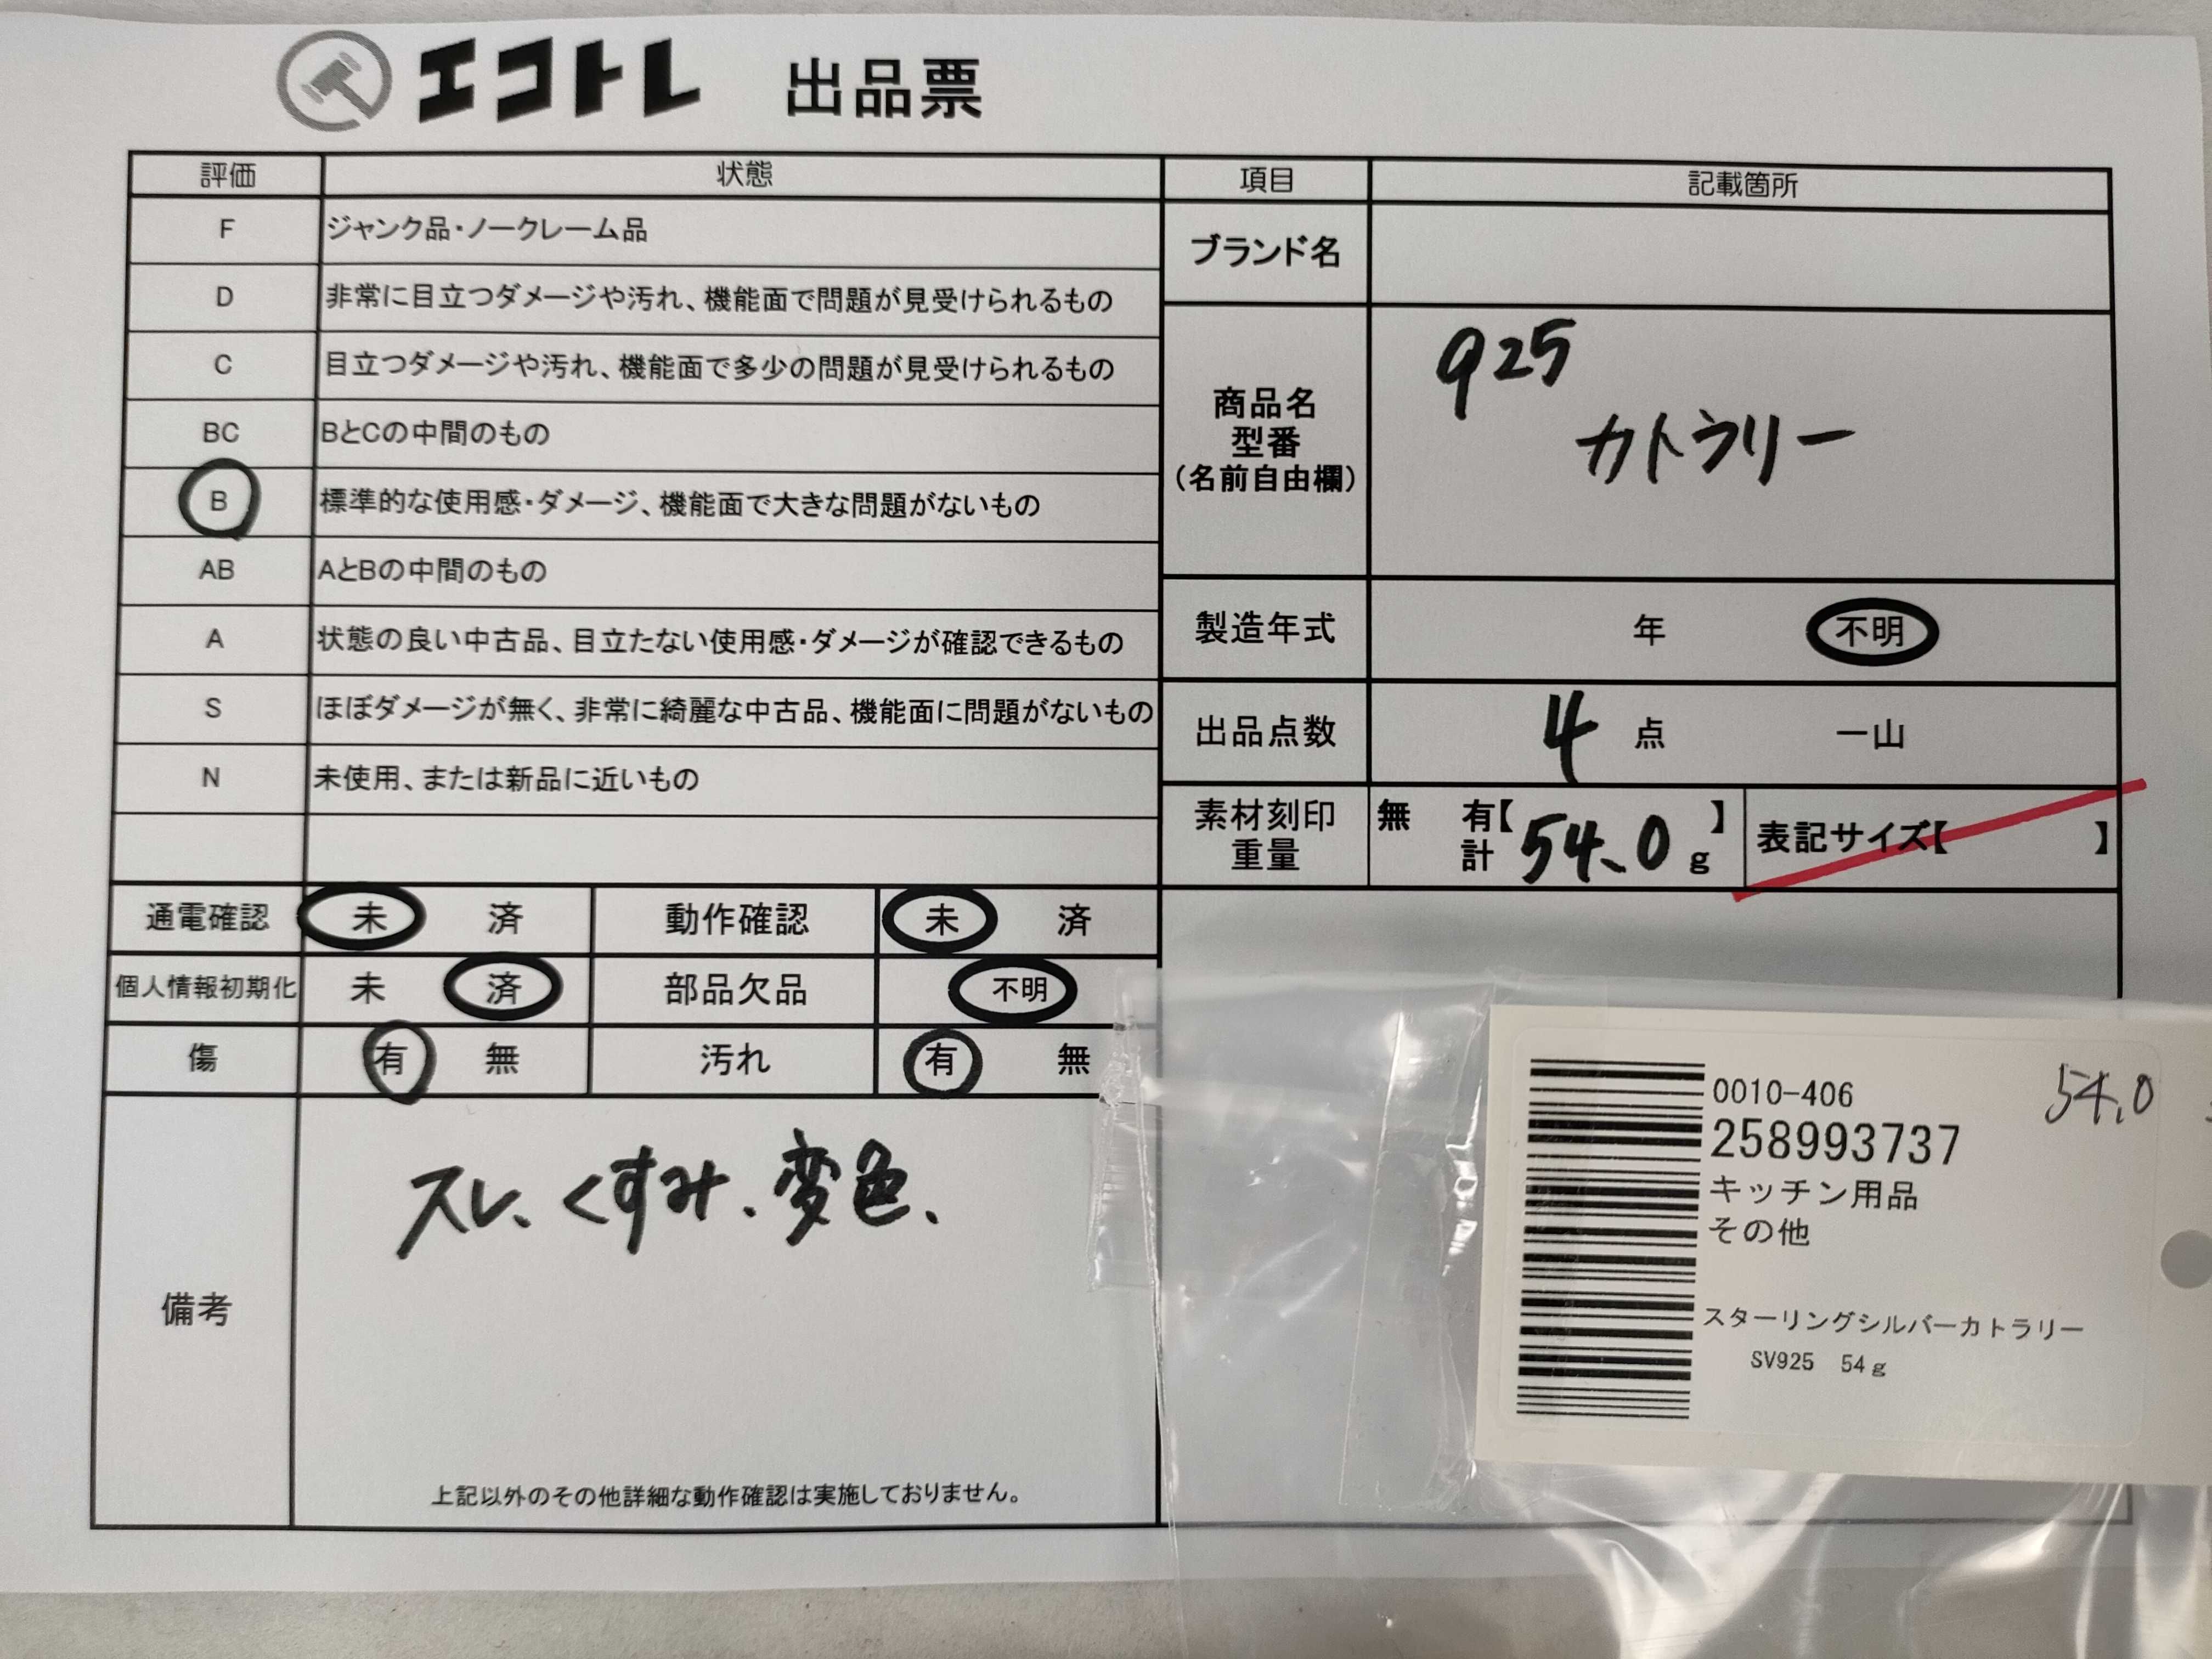 エコトレ 出品票
評価 状態
F ジャンク品・ノークレーム品
D 非常に目立つダメージや汚れ、機能面で問題が見受けられるもの
C 目立つダメージや汚れ、機能面で多少の問題が見受けられるもの
BC BとCの中間のもの
B 標準的な使用感・ダメージ、機能面で大きな問題がないもの
AB AとBの中間のもの
A 状態の良い中古品、目立たない使用感・ダメージが確認できるもの
S ほぼダメージが無く、非常に綺麗な中古品、機能面に問題がないもの
N 未使用、または新品に近いもの
通電確認 未 済 動作確認 未 済
個人情報初期化 未 済 部品欠品 不明
傷 有 無 汚れ 有 無
備考
スレ、くすみ、変色、
上記以外のその他詳細な動作確認は実施しておりません。
項目 記載箇所
ブランド名
商品名
型番
(名前自由欄)
925
カトラリー
製造年式 年 不明
出品点数 4 点 一山
素材刻印 無 有【 】
重量 計 54.0 g
表記サイズ【 】
0010-406
54.0
258993737
キッチン用品
その他
スターリングシルバーカトラリー
SV925 54g